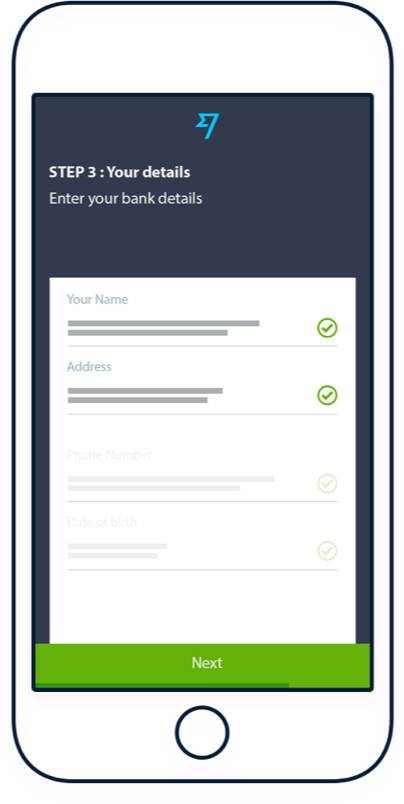 STEP 3 : Your details
Enter your bank details
Your Name
Address
Phone Number
Date of birth
Next